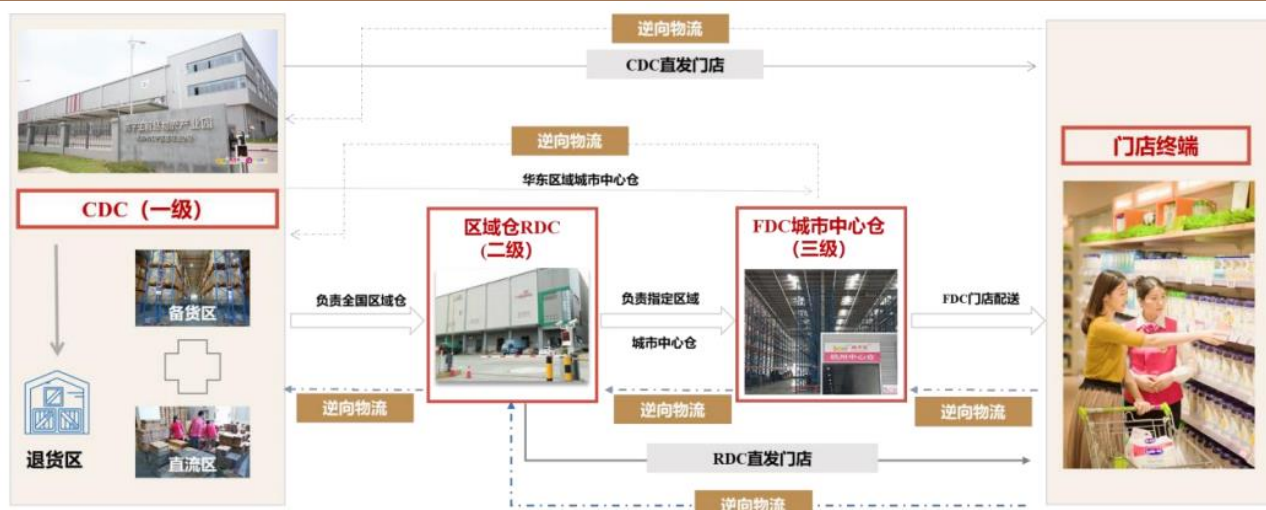 逆向物流
CDC直发门店
逆向物流
华东区域城市中心仓
门店终端
CDC（一级）
区域仓RDC
(二级)
FDC城市中心仓
(三级)
备货区
负责全国区域仓
负责指定区域
城市中心仓
FDC门店配送
杭州中心仓
逆向物流
逆向物流
逆向物流
退货区
直流区
RDC直发门店
逆向物流